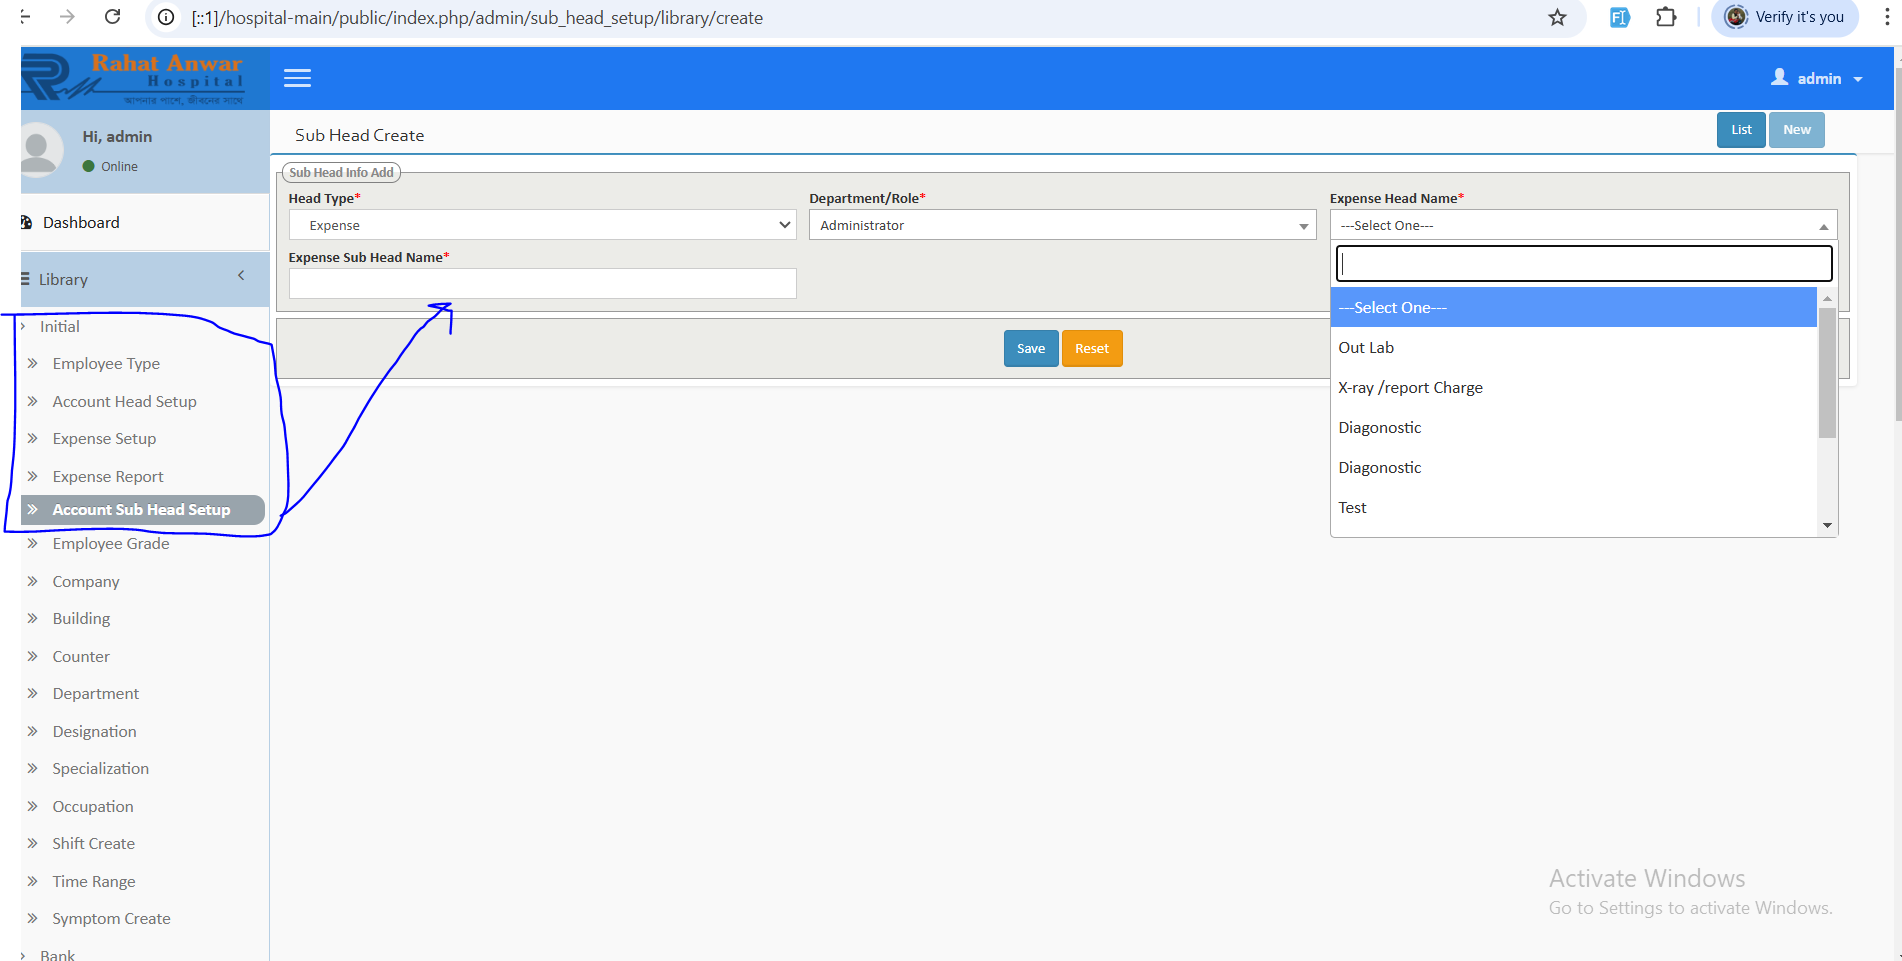 [::1]/hospital-main/public/index.php/admin/sub_head_setup/library/create
Verify it's you
Rahat Anwar
Hospital
আপনার পাশে, জীবনের সাথে
admin
Hi, admin
Online
Sub Head Create
List
New
Sub Head Info Add
Head Type*
Department/Role*
Expense Head Name*
Expense
Administrator
---Select One---
Expense Sub Head Name*
---Select One---
Out Lab
X-ray /report Charge
Diagonostic
Diagonostic
Test
Save
Reset
Dashboard
Library
Initial
Employee Type
Account Head Setup
Expense Setup
Expense Report
Account Sub Head Setup
Employee Grade
Company
Building
Counter
Department
Designation
Specialization
Occupation
Shift Create
Time Range
Symptom Create
Bank
Activate Windows
Go to Settings to activate Windows.